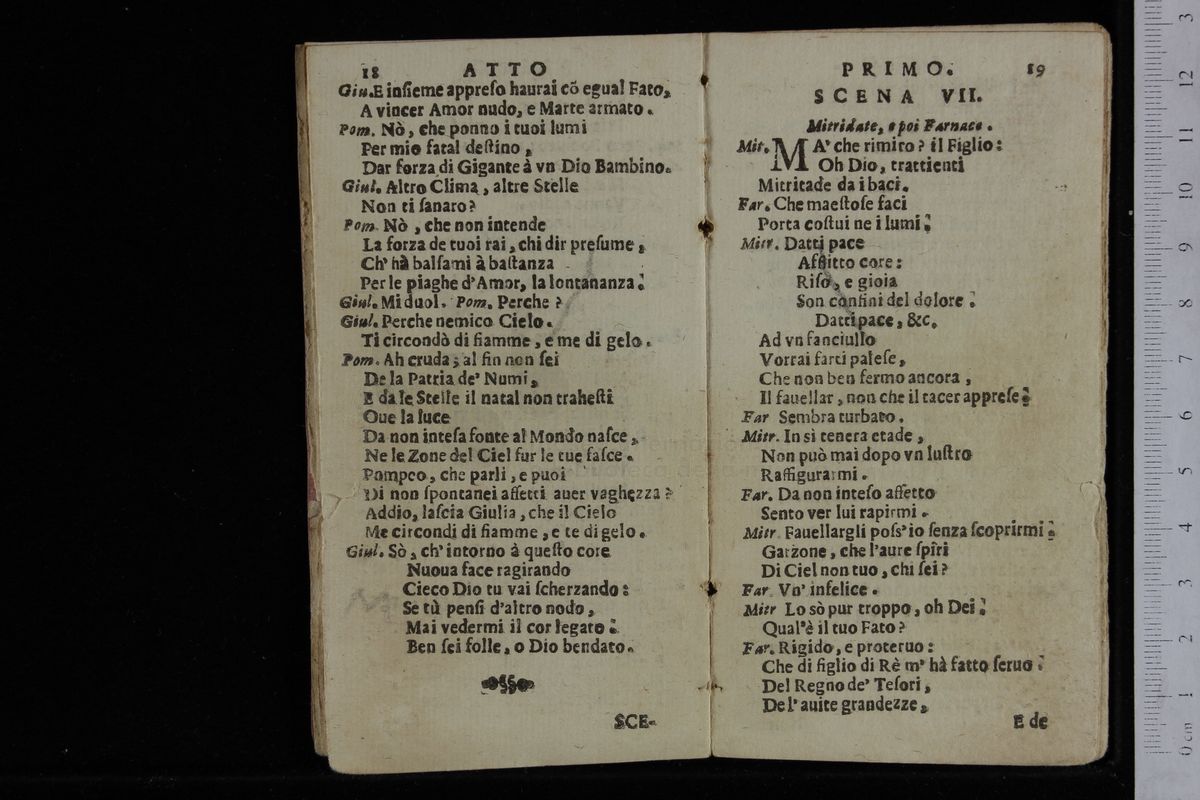 18 ATTO
Giu. E inſieme appreſo haurai cõ egual Fato,
A vincer Amor nudo, e Marte armato.
Pom. Nò, che ponno i tuoi lumi
Per mio fatal deſtino,
Dar forza di Gigante à vn Dio Bambino.
Giul. Altro Clima, altre Stelle
Non ti ſanaro?
Pom. Nò, che non intende
La forza de tuoi rai, chi dir preſume,
Ch' hà balſami à baſtanza
Per le piaghe d'Amor, la lontananza.
Giul. Mi duol. Pom. Perche?
Giul. Perche nemico Cielo.
Ti circondò di fiamme, e me di gelo.
Pom. Ah cruda; al fin non ſei
De la Patria de' Numi,
E da le Stelle il natal non traheſti
Oue la luce
Da non inteſa fonte al Mondo naſce,
Ne le Zone del Ciel fur le tue faſce.
Pompeo, che parli, e puoi
Di non ſpontanei affetti auer vaghezza?
Addio, laſcia Giulia, che il Cielo
Me circondi di fiamme, e te di gelo.
Giul. Sò, ch'intorno à queſto core
Nuoua face ragirando
Cieco Dio tu vai ſcherzando:
Se tù penſi d'altro nodo,
Mai vedermi il cor legato.
Ben ſei folle, o Dio bendato.
SCE-
PRIMO. 19
SCENA VII.
Mitridate, e poi Farnace.
Mit. MA' che rimiro? il Figlio:
Oh Dio, trattienti
Mitritade da i baci.
Far. Che maeſtoſe faci
Porta coſtui ne i lumi!
Mitr. Datti pace
Afflitto core:
Riſo, e gioia
Son confini del dolore.
Datti pace, &c.
Ad vn fanciullo
Vorrai farti paleſe,
Che non ben fermo ancora,
Il fauellar, non che il tacer appreſe?
Far Sembra turbato.
Mitr. In sì tenera etade,
Non può mai dopo vn luſtro
Raffigurarmi.
Far. Da non inteſo affetto
Sento ver lui rapirmi.
Mitr. Fauellargli poſs'io ſenza ſcoprirmi:
Garzone, che l'aure ſpiri
Di Ciel non tuo, chi ſei?
Far. Vn' infelice.
Mitr Lo sò pur troppo, oh Dei!
Qual'è il tuo Fato?
Far. Rigido, e proteruo:
Che di figlio di Rè m' hà fatto ſeruo.
Del Regno de' Teſori,
De l' auite grandezze,
E de
0 cm 1 2 3 4 5 6 7 8 9 10 11 12 13